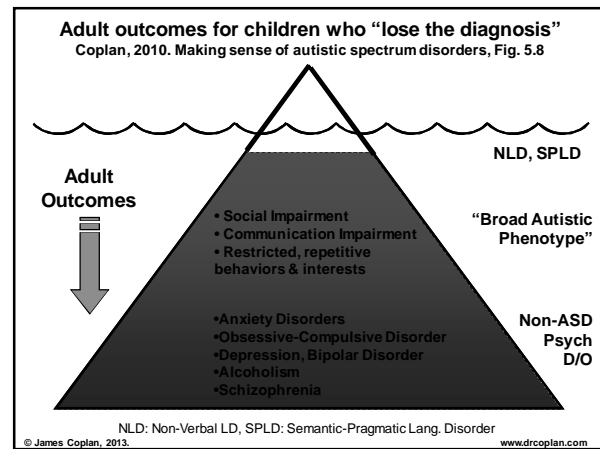 Adult outcomes for children who “lose the diagnosis”
Coplan, 2010. Making sense of autistic spectrum disorders, Fig. 5.8
NLD, SPLD
Adult
Outcomes
• Social Impairment
• Communication Impairment
• Restricted, repetitive
behaviors & interests
“Broad Autistic
Phenotype”
•Anxiety Disorders
•Obsessive-Compulsive Disorder
•Depression, Bipolar Disorder
•Alcoholism
•Schizophrenia
Non-ASD
Psych
D/O
NLD: Non-Verbal LD, SPLD: Semantic-Pragmatic Lang. Disorder
© James Coplan, 2013.
www.drcoplan.com